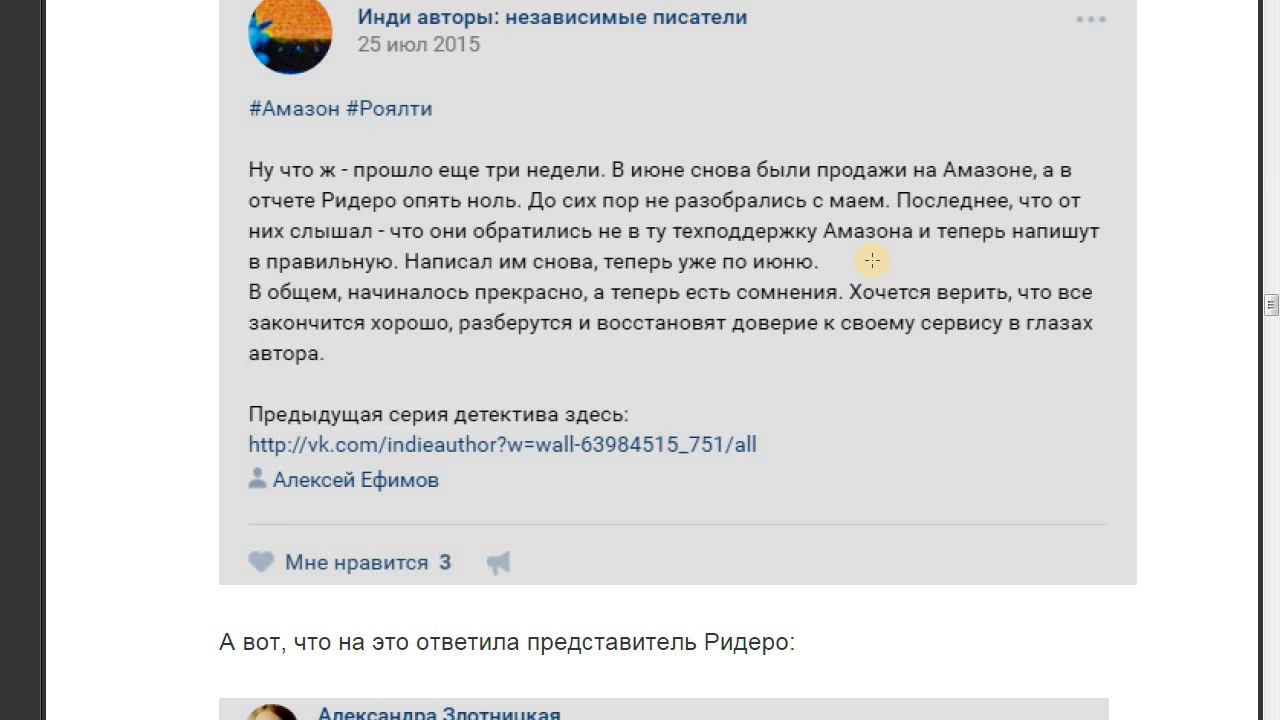 Инди авторы: независимые писатели
25 июл 2015
#Амазон #Роялти
Ну что ж - прошло еще три недели. В июне снова были продажи на Амазоне, а в
отчете Ридеро опять ноль. До сих пор не разобрались с маем. Последнее, что от
них слышал - что они обратились не в ту техподдержку Амазона и теперь напишут
в правильную. Написал им снова, теперь уже по июню.
В общем, начиналось прекрасно, а теперь есть сомнения. Хочется верить, что все
закончится хорошо, разберутся и восстановят доверие к своему сервису в глазах
автора.
Предыдущая серия детектива здесь:
http://vk.com/indieauthor?w=wall-63984515_751/all
Алексей Ефимов
Мне нравится 3
А вот, что на это ответила представитель Ридеро:
Александра Злотницкая